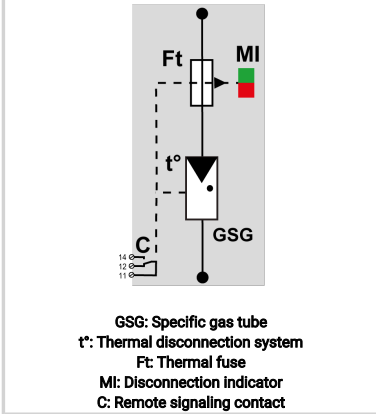 Ft
MI
t°
GSG
C
14
12
11
GSG: Specific gas tube
t°: Thermal disconnection system
Ft: Thermal fuse
MI: Disconnection indicator
C: Remote signaling contact